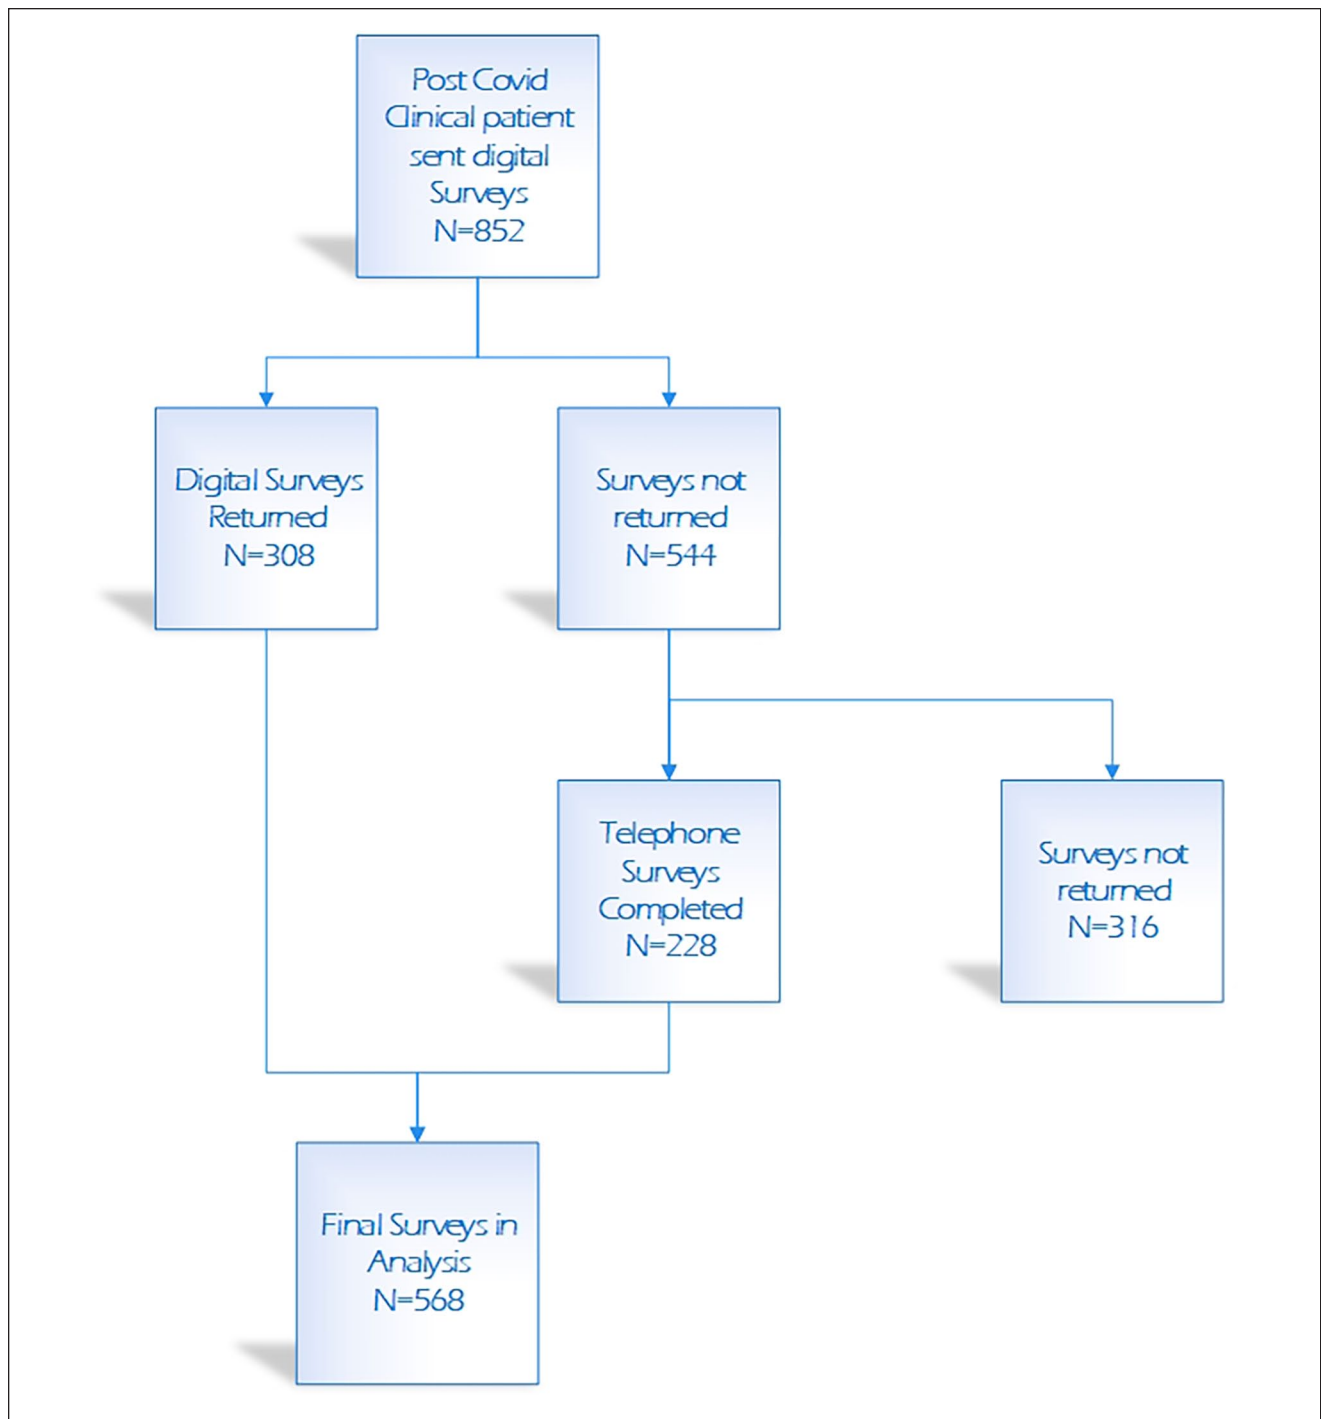 Post Covid
Clinical patient
sent digital
Surveys
N=852
Digital Surveys
Returned
N=308
Surveys not
returned
N=544
Telephone
Surveys
Completed
N=228
Surveys not
returned
N=316
Final Surveys in
Analysis
N=568